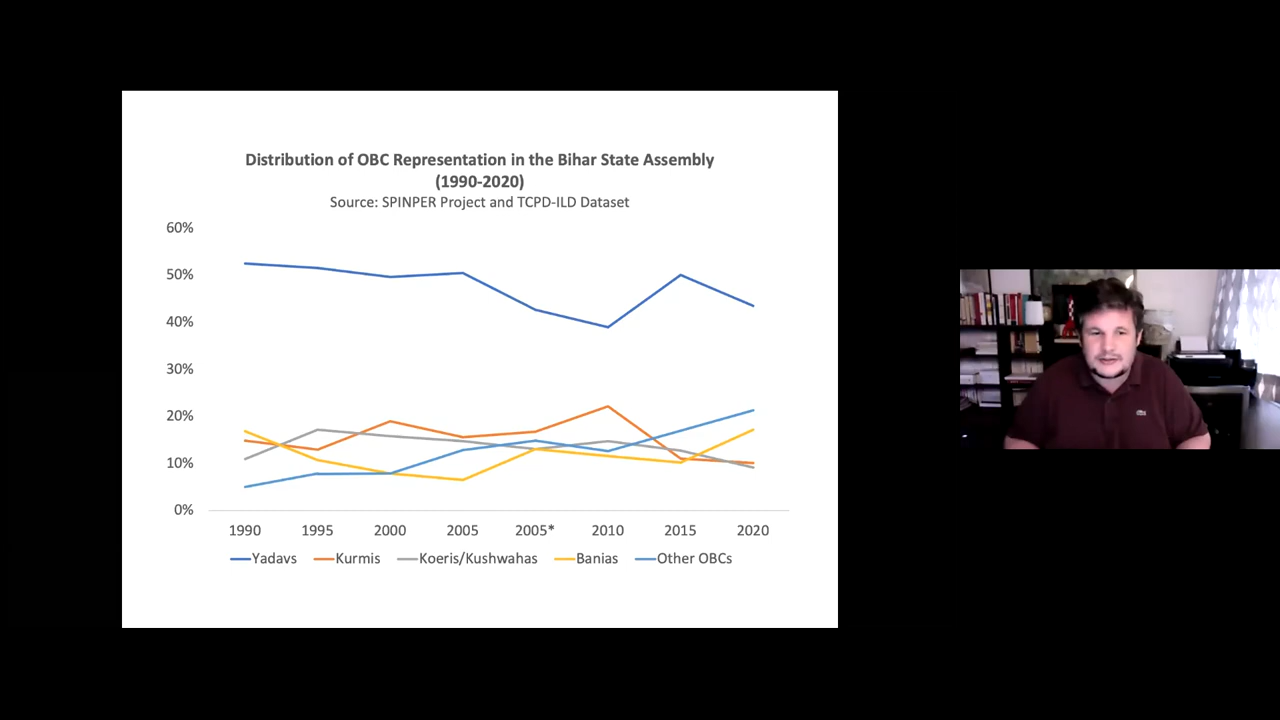 Distribution of OBC Representation in the Bihar State Assembly
(1990-2020)
Source: SPINPER Project and TCPD-ILD Dataset
60%
50%
40%
30%
20%
10%
0%
1990 1995 2000 2005 2005* 2010 2015 2020
Yadavs Kurmis Koeris/Kushwahas Banias Other OBCs